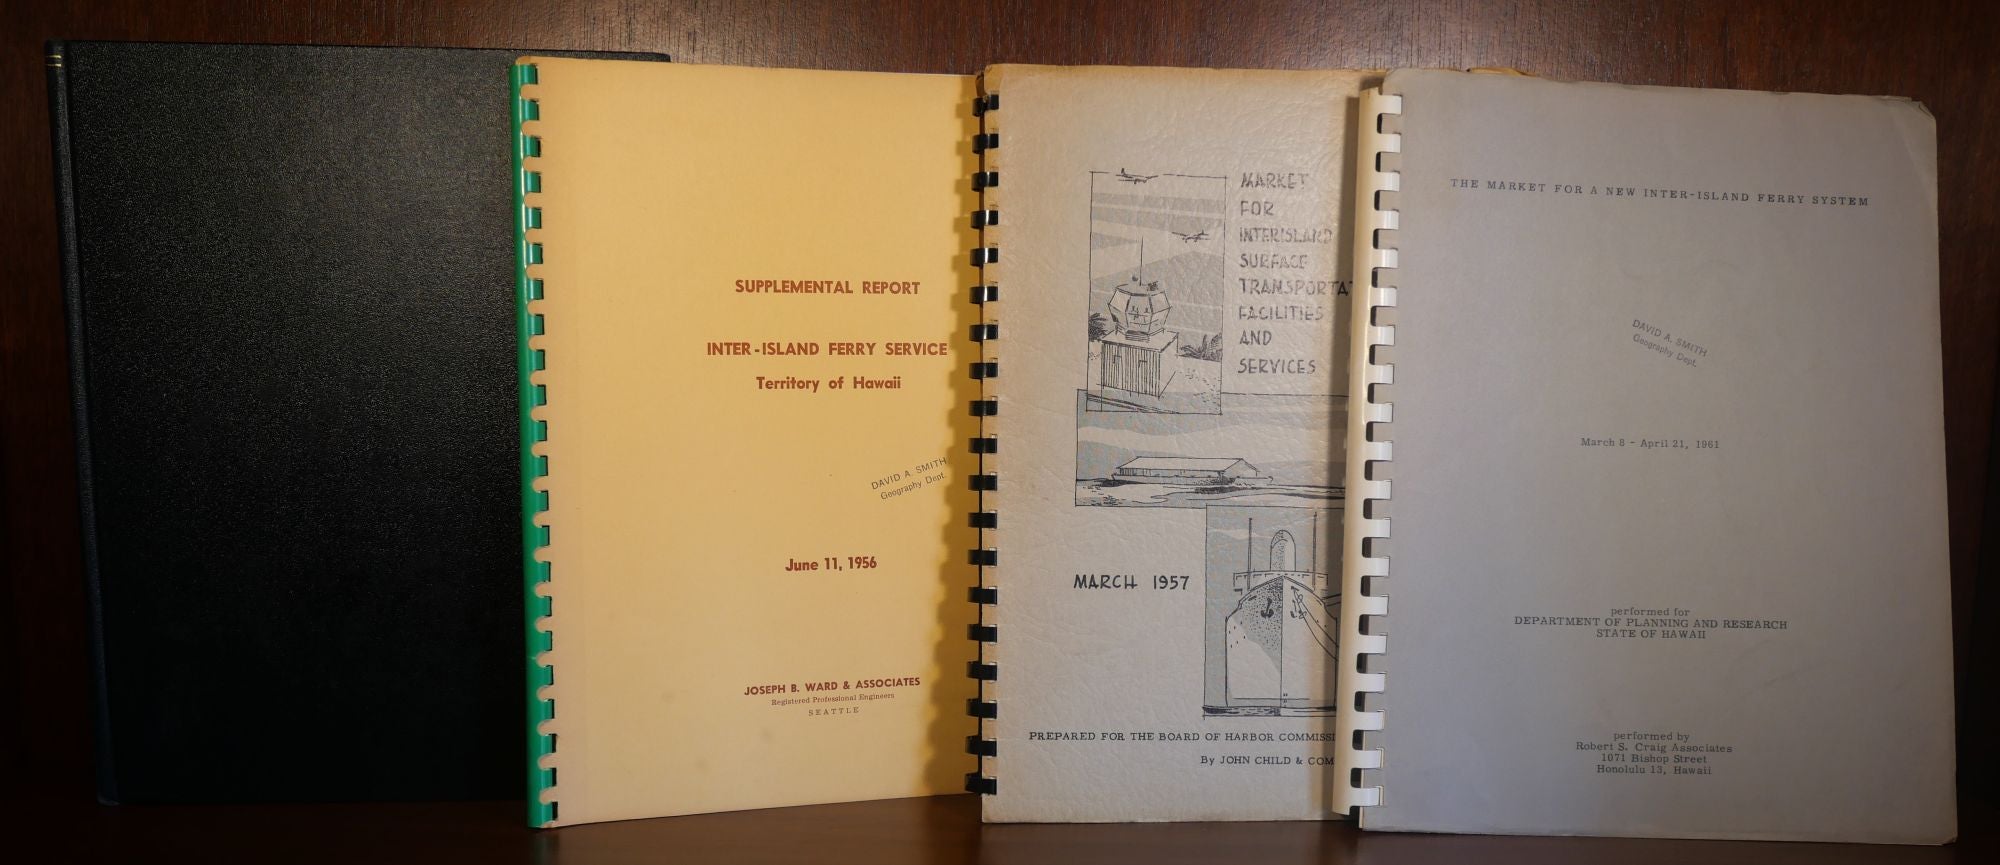 SUPPLEMENTAL REPORT
INTER-ISLAND FERRY SERVICE
Territory of Hawaii
DAVID A. SMITH
Geography Dept.
June 11, 1956
JOSEPH B. WARD & ASSOCIATES
Registered Professional Engineers
SEATTLE
MARKET
FOR
INTERISLAND
SURFACE
TRANSPORTAT
FACILITIES
AND
SERVICES
MARCH 1957
PREPARED FOR THE BOARD OF HARBOR COMMISSI
By JOHN CHILD & COM
THE MARKET FOR A NEW INTER-ISLAND FERRY SYSTEM
DAVID A. SMITH
Geography Dept.
March 8 - April 21, 1961
performed for
DEPARTMENT OF PLANNING AND RESEARCH
STATE OF HAWAII
performed by
Robert S. Craig Associates
1071 Bishop Street
Honolulu 13, Hawaii